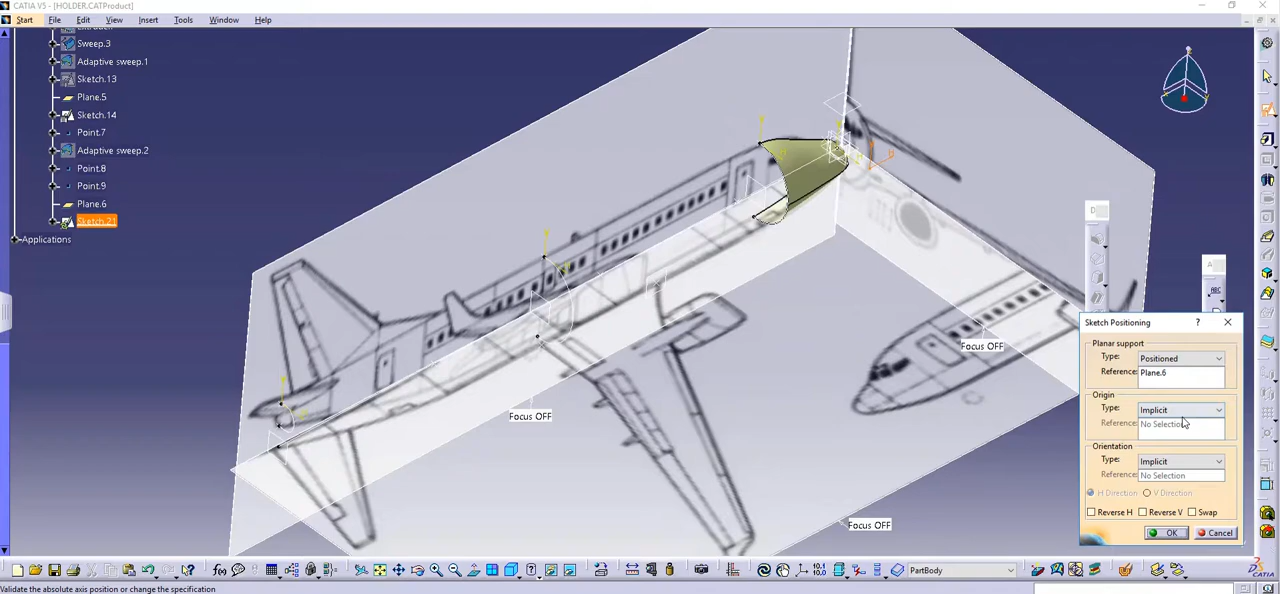 CATIA V5 - [HOLDER.CATProduct]
Start File Edit View Insert Tools Window Help
Sweep.3
Adaptive sweep.1
Sketch.13
Plane.5
Sketch.14
Point.7
Adaptive sweep.2
Point.8
Point.9
Plane.6
Sketch.21
Applications
Focus OFF
Focus OFF
Focus OFF
D
A
ABC
Sketch Positioning ?
Planar support
Type: Positioned
Reference: Plane.6
Origin
Type: Implicit
Reference: No Selection
Orientation
Type: Implicit
Reference: No Selection
H Direction V Direction
Reverse H Reverse V Swap
OK Cancel
PartBody
Validate the absolute axis position or change the specification